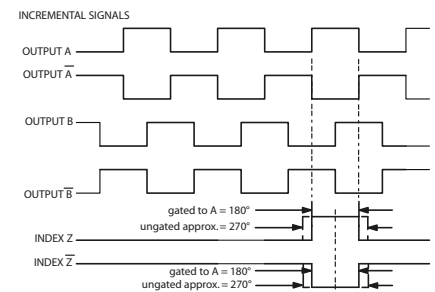 INCREMENTAL SIGNALS
OUTPUT A
OUTPUT A̅
OUTPUT B
OUTPUT B̅
gated to A = 180°
ungated approx. = 270°
INDEX Z
INDEX Z̅
gated to A = 180°
ungated approx. = 270°